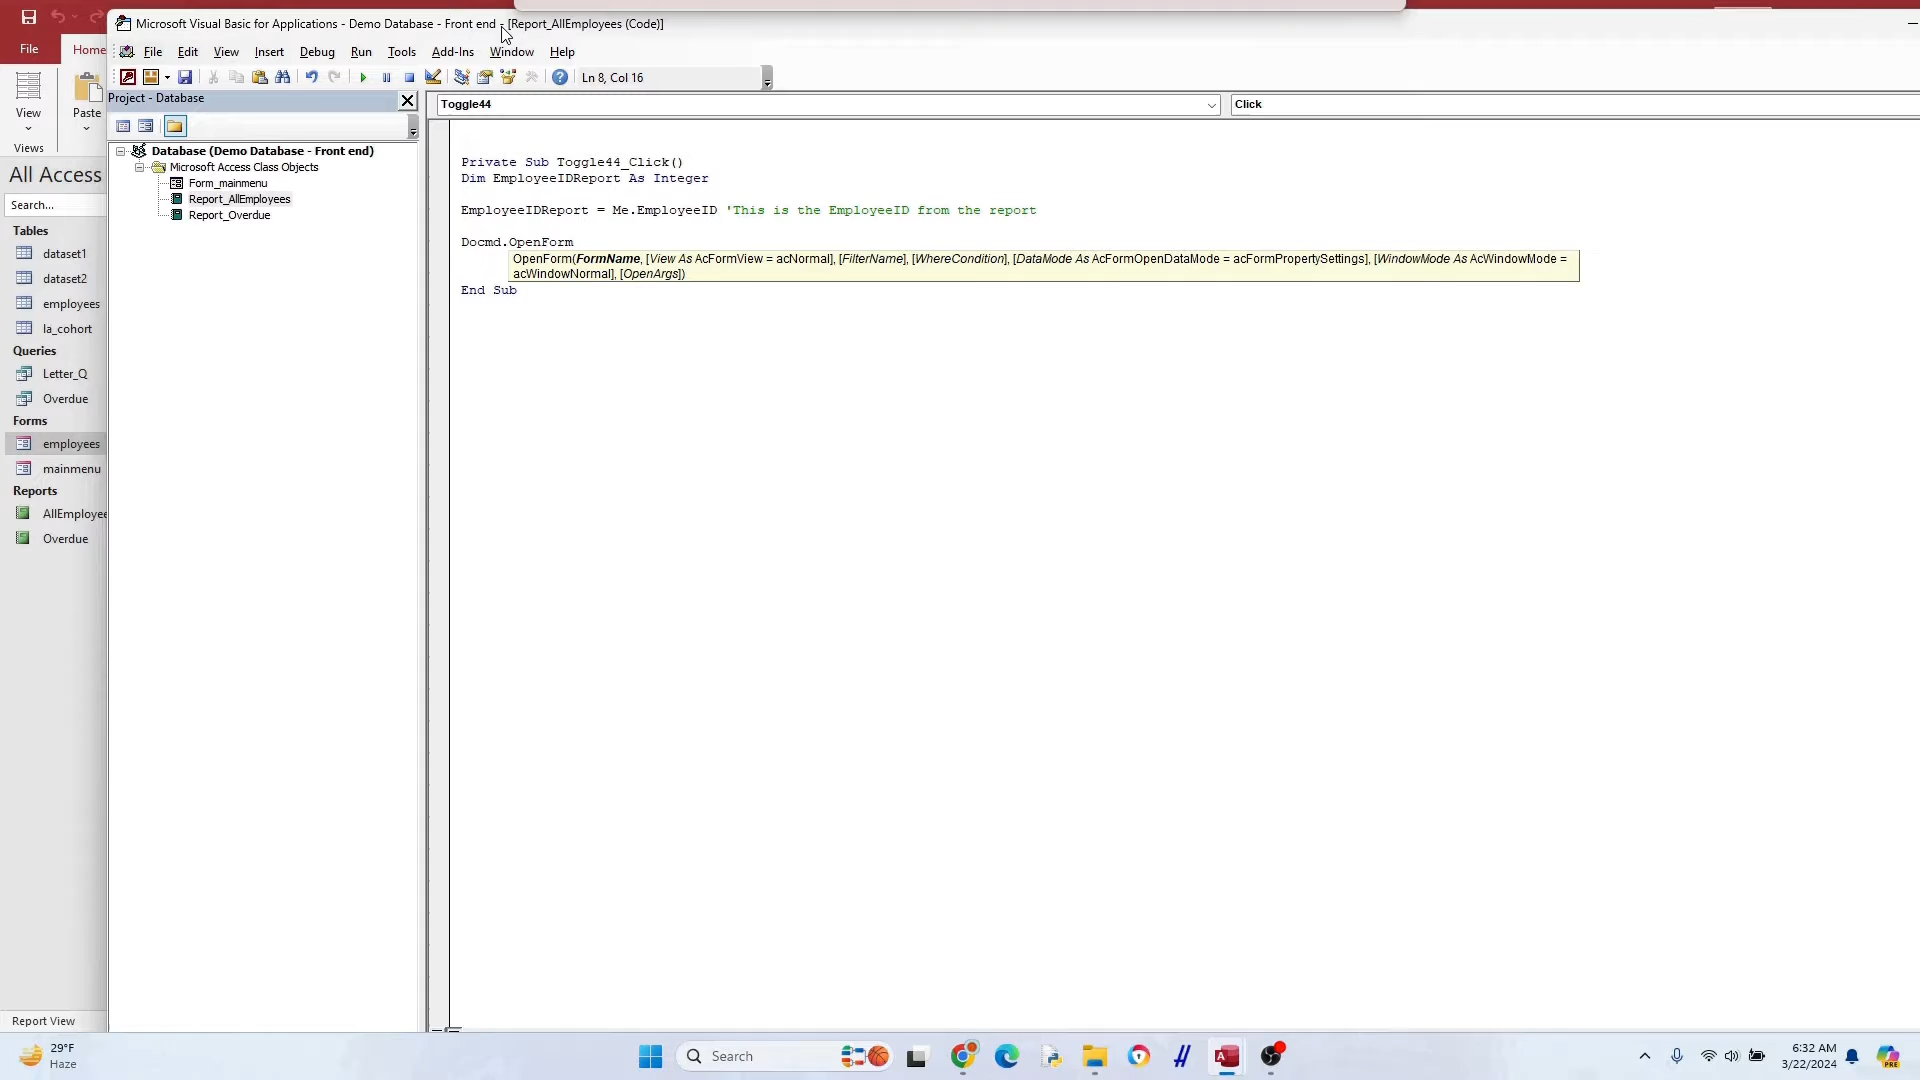 Microsoft Visual Basic for Applications - Demo Database - Front end - [Report_AllEmployees (Code)]
File
Home
File Edit View Insert Debug Run Tools Add-Ins Window Help
Ln 8, Col 16
View
Paste
Views
Project - Database
Toggle44
Click
Database (Demo Database - Front end)
Microsoft Access Class Objects
Form_mainmenu
Report_AllEmployees
Report_Overdue
Private Sub Toggle44_Click()
Dim EmployeeIDReport As Integer
EmployeeIDReport = Me.EmployeeID 'This is the EmployeeID from the report
Docmd.OpenForm
OpenForm(FormName, [View As AcFormView = acNormal], [FilterName], [WhereCondition], [DataMode As AcFormOpenDataMode = acFormPropertySettings], [WindowMode As AcWindowMode =
acWindowNormal], [OpenArgs])
End Sub
All Access
Search...
Tables
dataset1
dataset2
employees
la_cohort
Queries
Letter_Q
Overdue
Forms
employees
mainmenu
Reports
AllEmployee
Overdue
Report View
29°F
Haze
Search
6:32 AM
3/22/2024
PRE